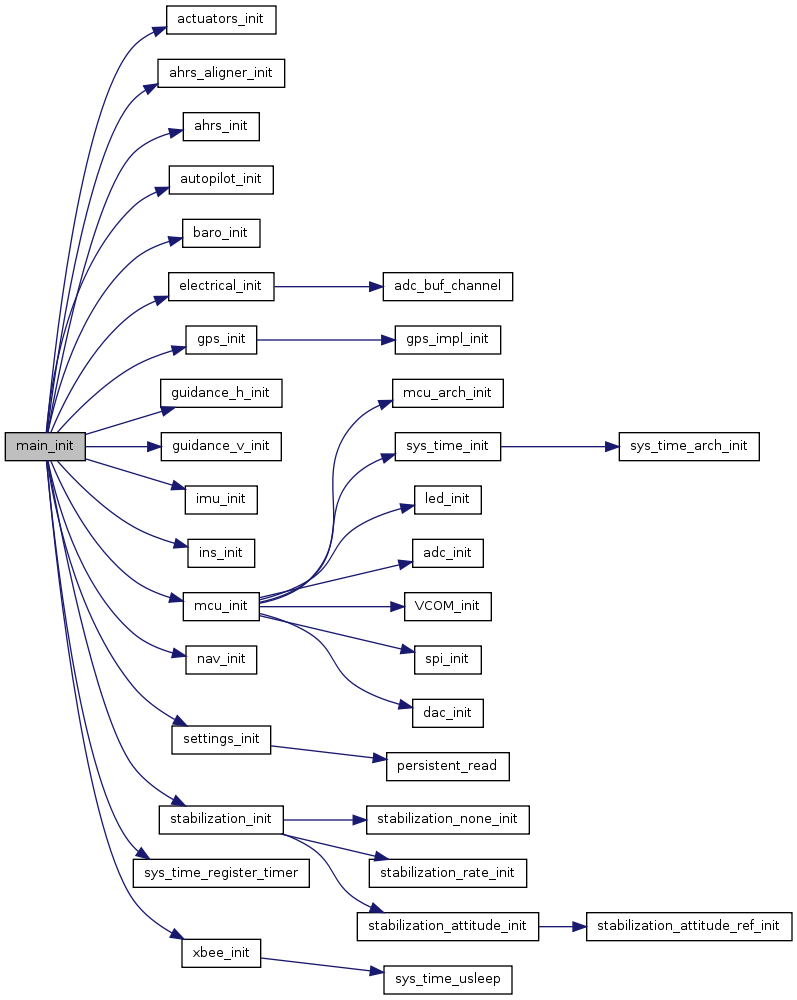 actuators_init
ahrs_aligner_init
ahrs_init
autopilot_init
baro_init
electrical_init
adc_buf_channel
gps_init
gps_impl_init
guidance_h_init
mcu_arch_init
main_init
guidance_v_init
sys_time_init
sys_time_arch_init
imu_init
led_init
ins_init
adc_init
mcu_init
VCOM_init
nav_init
spi_init
dac_init
settings_init
persistent_read
stabilization_init
stabilization_none_init
sys_time_register_timer
stabilization_rate_init
stabilization_attitude_init
stabilization_attitude_ref_init
xbee_init
sys_time_usleep